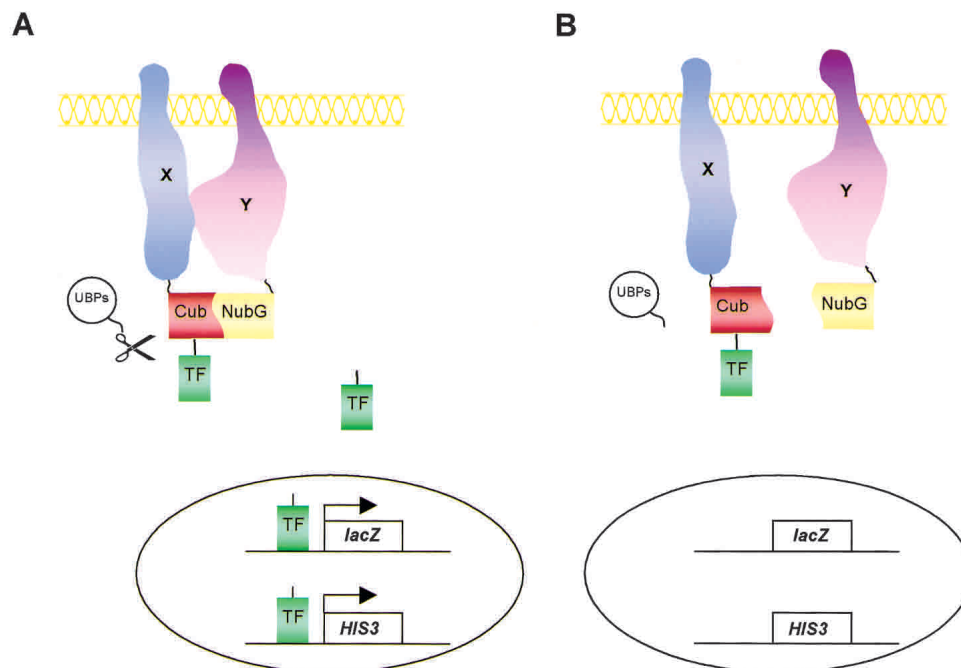 A
X
Y
UBPs
Cub NubG
TF
TF
TF
lacZ
TF
HIS3
B
X
Y
UBPs
Cub
NubG
TF
lacZ
HIS3